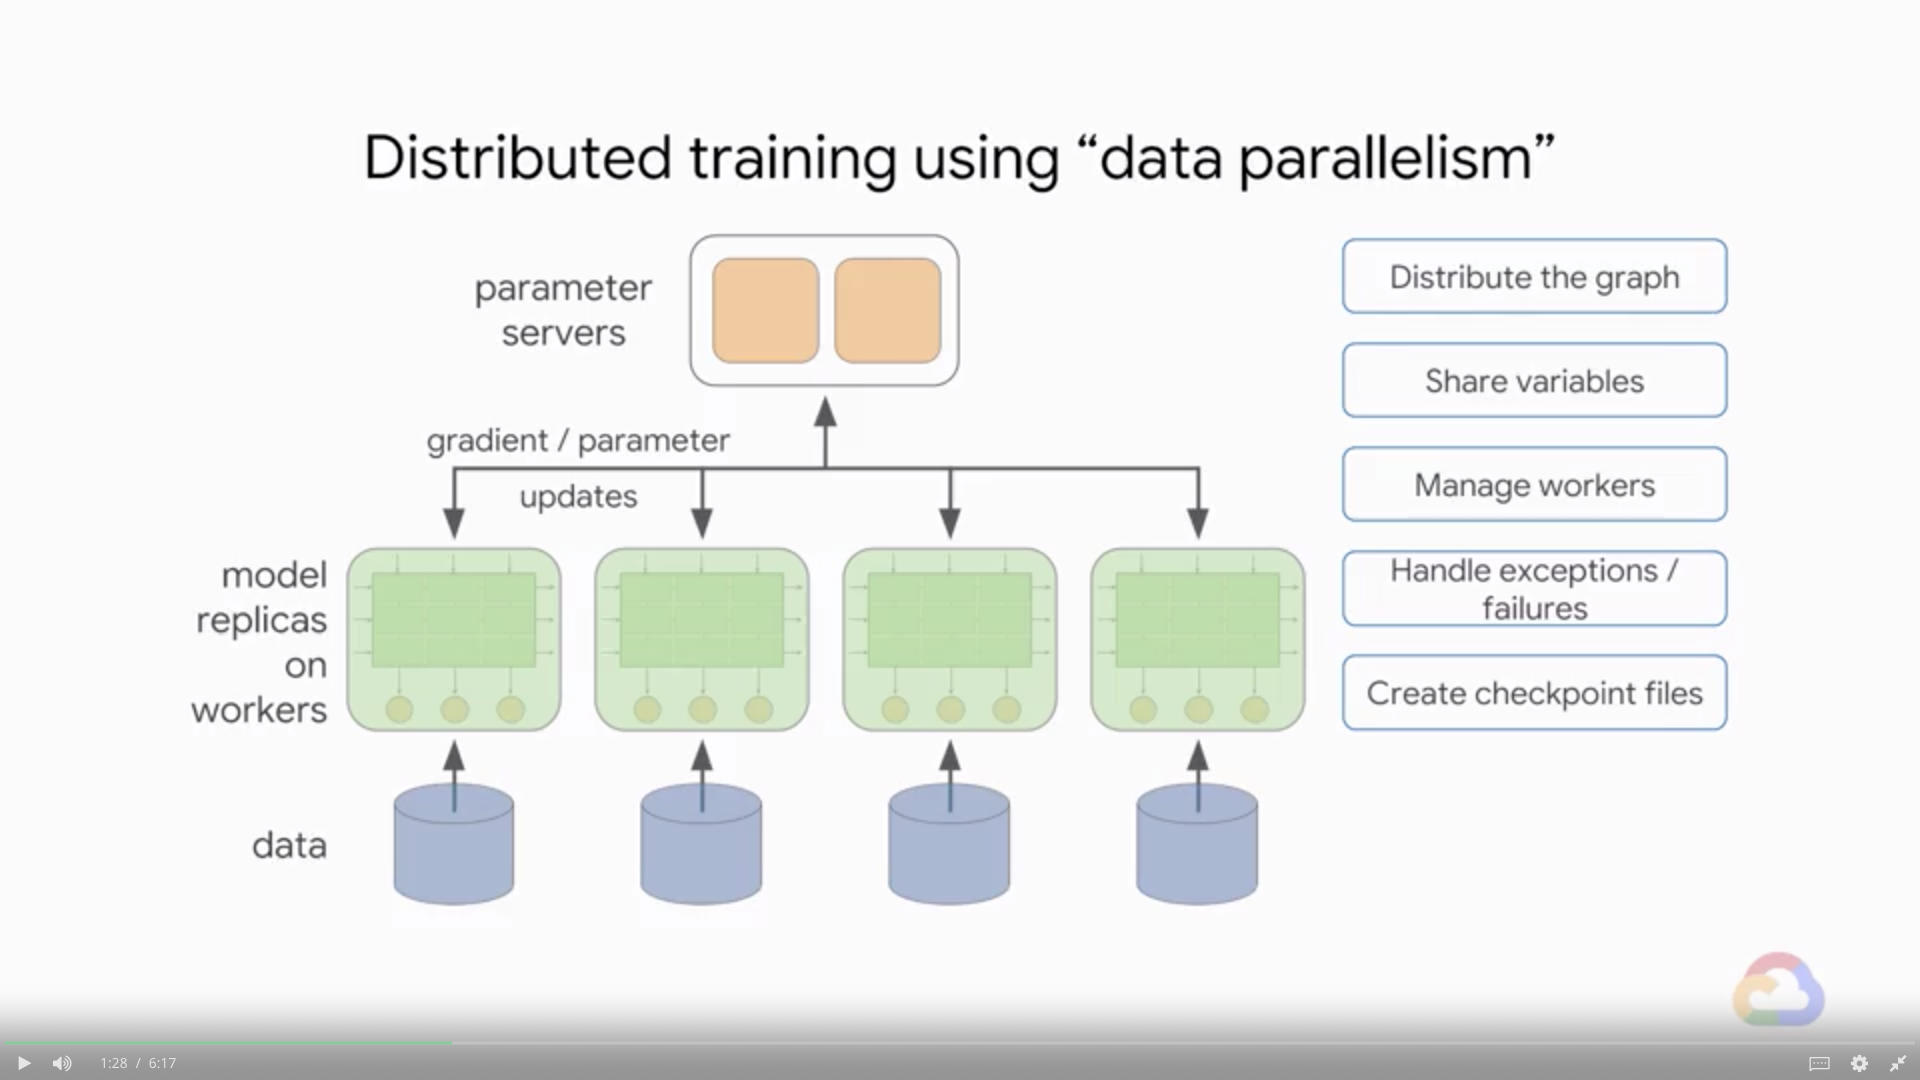 Distributed training using “data parallelism”
parameter
servers
gradient / parameter
updates
model
replicas
on
workers
data
Distribute the graph
Share variables
Manage workers
Handle exceptions /
failures
Create checkpoint files
1:28 / 6:17